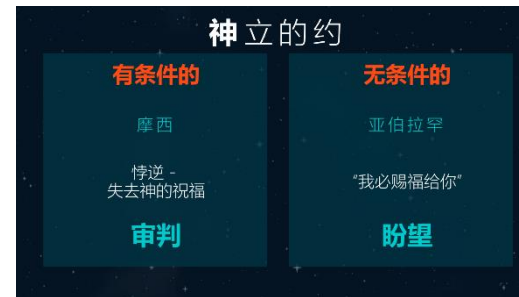 神立的约
有条件的
摩西
悖逆 -
失去神的祝福
审判
无条件的
亚伯拉罕
“我必赐福给你”
盼望